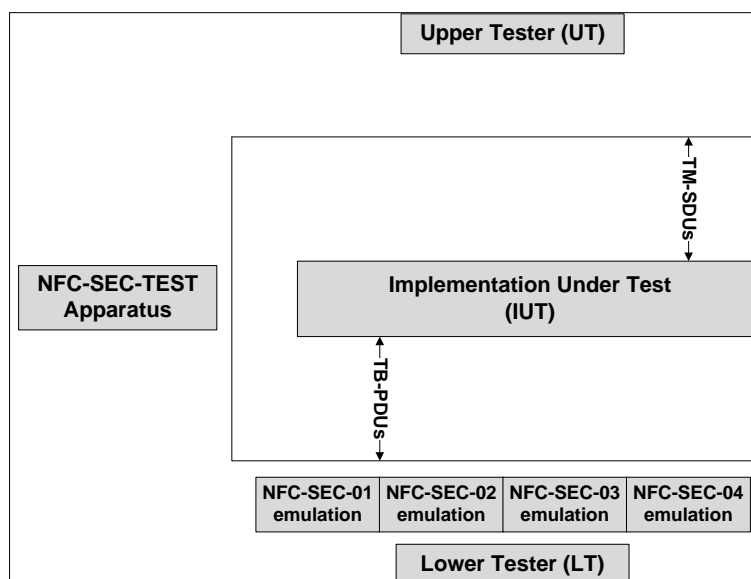 Upper Tester (UT)
TM-SDUs
NFC-SEC-TEST
Apparatus
Implementation Under Test
(IUT)
TB-PDUs
NFC-SEC-01
emulation
NFC-SEC-02
emulation
NFC-SEC-03
emulation
NFC-SEC-04
emulation
Lower Tester (LT)